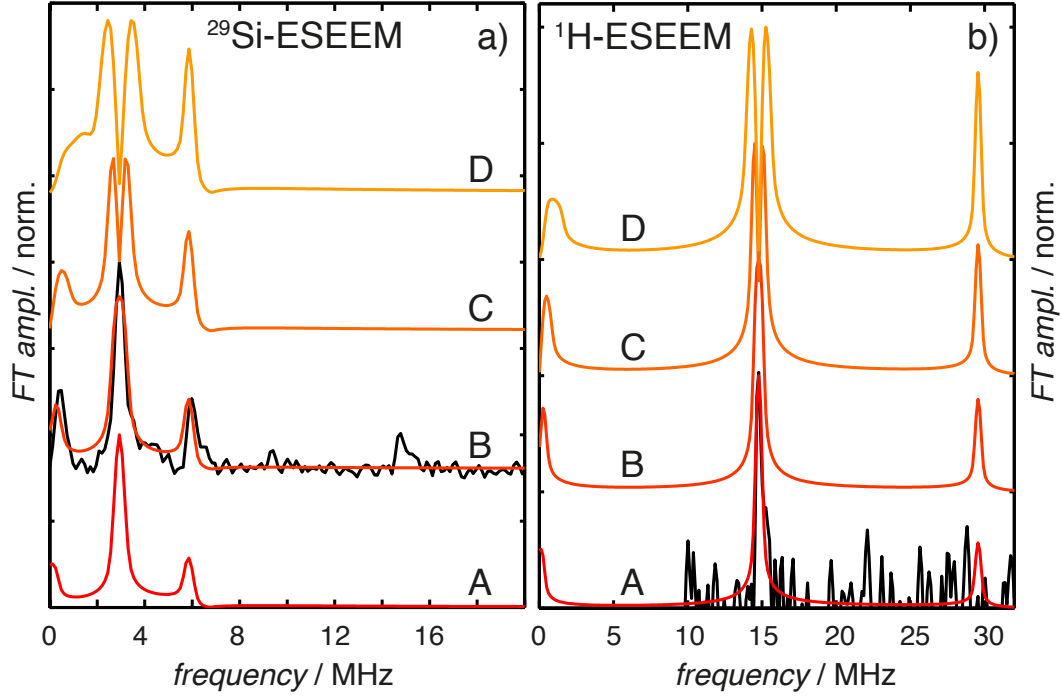 ²⁹Si-ESEEM a)
¹H-ESEEM b)
FT ampl. / norm.
D
C
B
A
D
C
B
A
FT ampl. / norm.
0 4 8 12 16
0 5 10 15 20 25 30
frequency / MHz
frequency / MHz